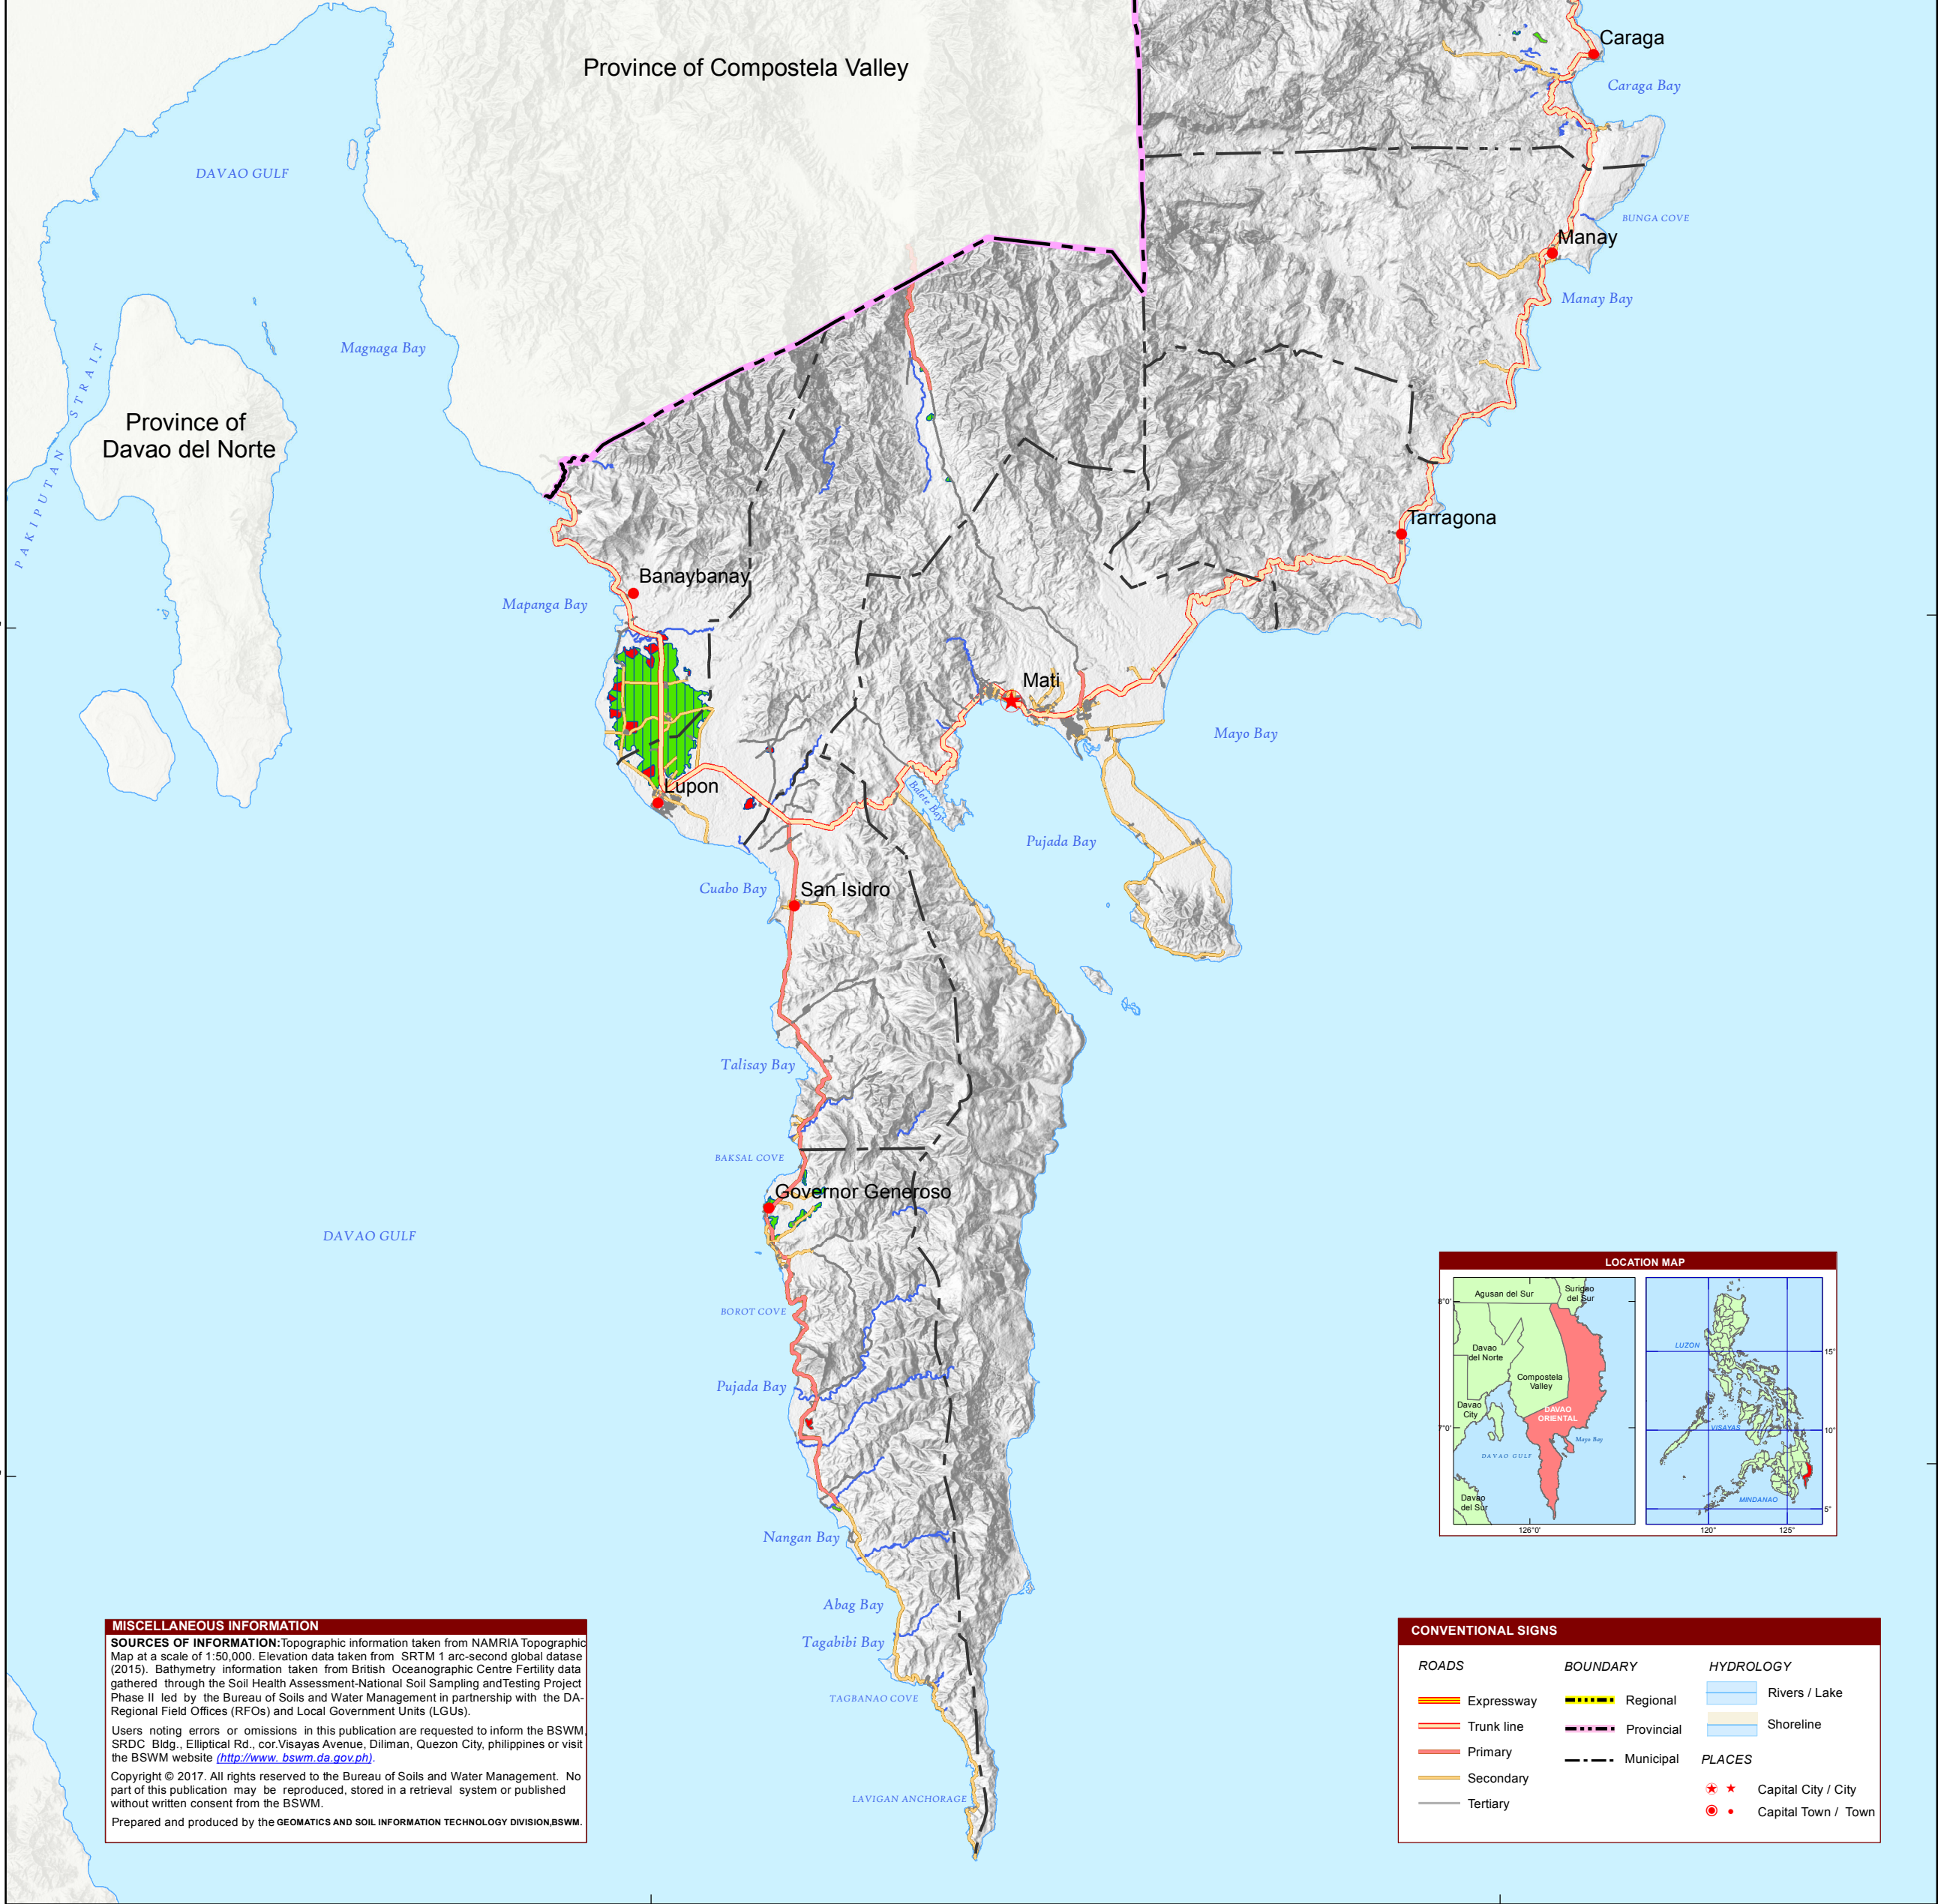 Caraga
Province of Compostela Valley
Caraga Bay
DAVAO GULF
BUNGA COVE
Manay
Manay Bay
Magnaga Bay
PAKIPUTAN STRAIT
Province of
Davao del Norte
Tarragona
Banaybanay
Mapanga Bay
Mati
Mayo Bay
Lupon
Balete Bay
Pujada Bay
Cuabo Bay
San Isidro
Talisay Bay
BAKSAL COVE
Governor Generoso
DAVAO GULF
BOROT COVE
Pujada Bay
Nangan Bay
Abag Bay
Tagabibi Bay
TAGBANAO COVE
LAVIGAN ANCHORAGE
LOCATION MAP
8°0'
7°0'
126°0'
Agusan del Sur
Surigao
del Sur
Davao
del Norte
Compostela
Valley
Davao
City
DAVAO
ORIENTAL
Mayo Bay
DAVAO GULF
Davao
del Sur
LUZON
VISAYAS
MINDANAO
15°
10°
5°
120°
125°
MISCELLANEOUS INFORMATION
SOURCES OF INFORMATION:Topographic information taken from NAMRIA Topographic
Map at a scale of 1:50,000. Elevation data taken from SRTM 1 arc-second global datase
(2015). Bathymetry information taken from British Oceanographic Centre Fertility data
gathered through the Soil Health Assessment-National Soil Sampling andTesting Project
Phase II led by the Bureau of Soils and Water Management in partnership with the DA-
Regional Field Offices (RFOs) and Local Government Units (LGUs).
Users noting errors or omissions in this publication are requested to inform the BSWM,
SRDC Bldg., Elliptical Rd., cor.Visayas Avenue, Diliman, Quezon City, philippines or visit
the BSWM website (http://www. bswm.da.gov.ph).
Copyright © 2017. All rights reserved to the Bureau of Soils and Water Management. No
part of this publication may be reproduced, stored in a retrieval system or published
without written consent from the BSWM.
Prepared and produced by the GEOMATICS AND SOIL INFORMATION TECHNOLOGY DIVISION,BSWM.
CONVENTIONAL SIGNS
ROADS
Expressway
Trunk line
Primary
Secondary
Tertiary
BOUNDARY
Regional
Provincial
Municipal
HYDROLOGY
Rivers / Lake
Shoreline
PLACES
Capital City / City
Capital Town / Town